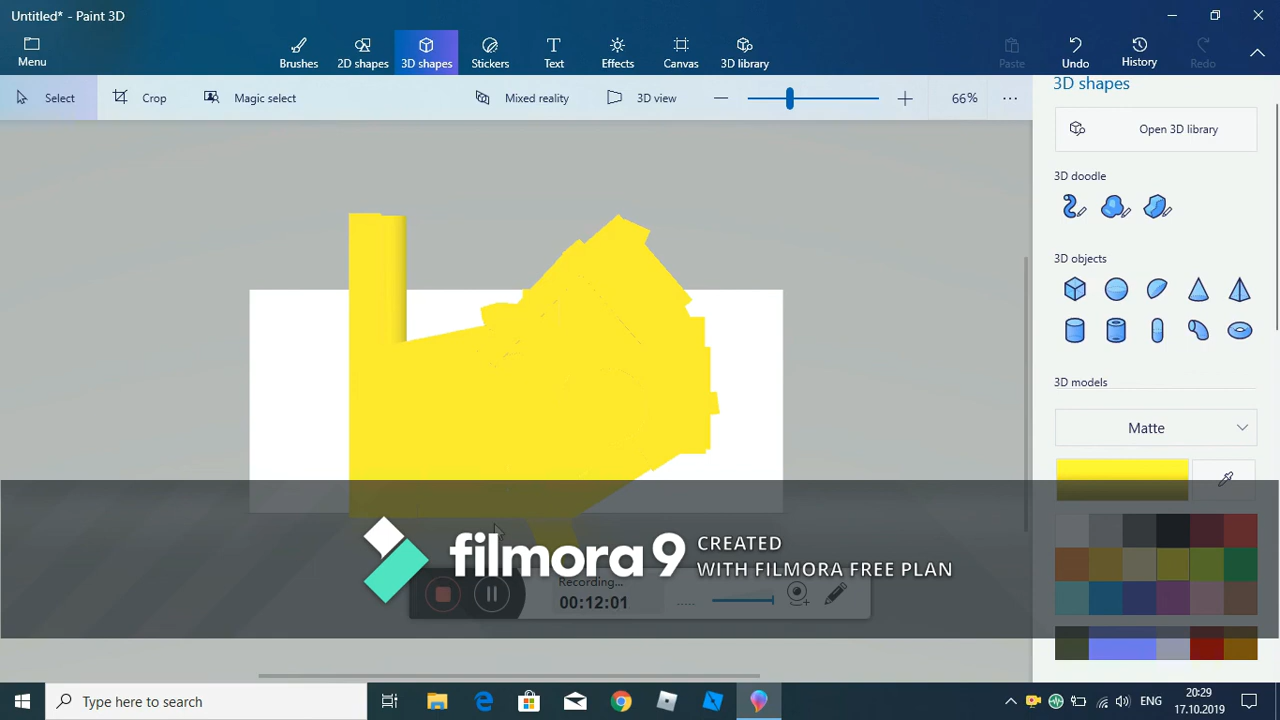 Untitled* - Paint 3D
Menu
Brushes
2D shapes
3D shapes
Stickers
Text
Effects
Canvas
3D library
Paste
Undo
History
Redo
Select
Crop
Magic select
Mixed reality
3D view
66%
3D shapes
Open 3D library
3D doodle
3D objects
3D models
Matte
filmora 9
CREATED
WITH FILMORA FREE PLAN
Recording...
00:12:01
Type here to search
ENG
20:29
17.10.2019